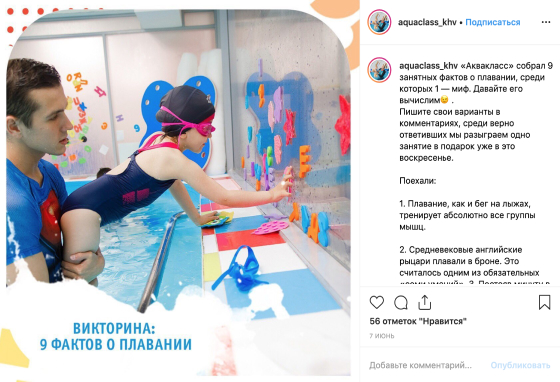 aquaclass_khv • Подписаться
aquaclass_khv «Аквакласс» собрал 9
занятных фактов о плавании, среди
которых 1 — миф. Давайте его
вычислим😉 .
Пишите свои варианты в
комментариях, среди верно
ответивших мы разыграем одно
занятие в подарок уже в это
воскресенье.
Поехали:
1. Плавание, как и бег на лыжах,
тренирует абсолютно все группы
мышц.
2. Средневековые английские
рыцари плавали в броне. Это
считалось одним из обязательных
56 отметок "Нравится"
7 ИЮНЬ
Добавьте комментарий... Опубликовать
ВИКТОРИНА:
9 ФАКТОВ О ПЛАВАНИИ